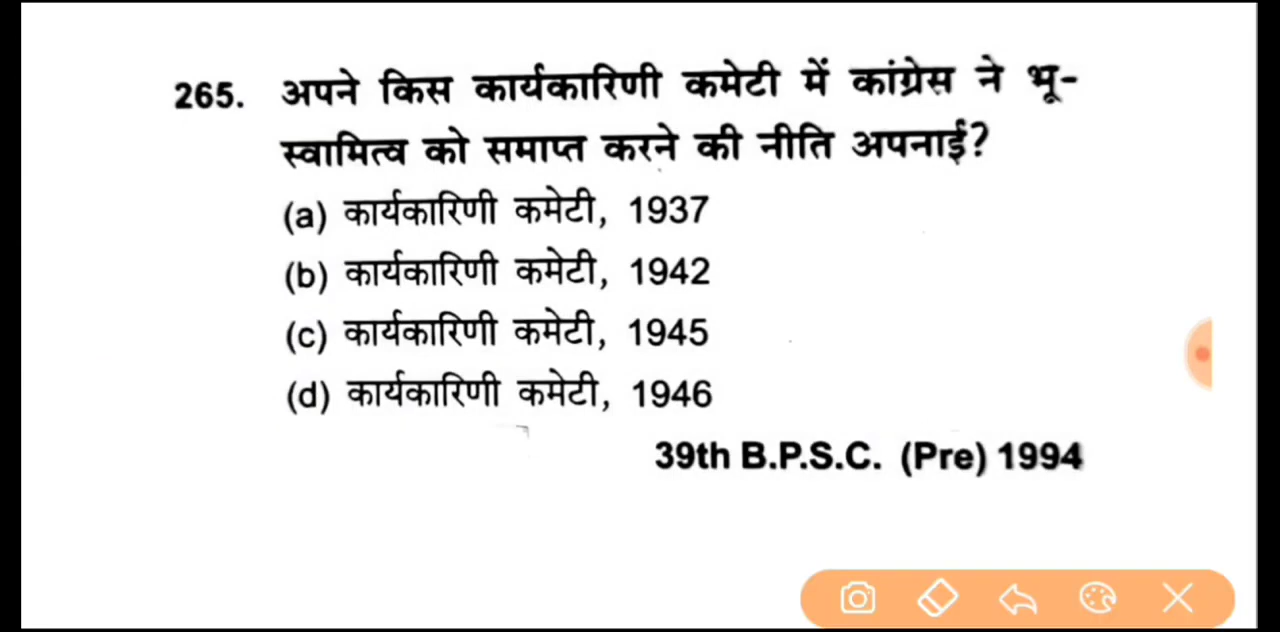 265. अपने किस कार्यकारिणी कमेटी में कांग्रेस ने भू-
स्वामित्व को समाप्त करने की नीति अपनाई?
(a) कार्यकारिणी कमेटी, 1937
(b) कार्यकारिणी कमेटी, 1942
(c) कार्यकारिणी कमेटी, 1945
(d) कार्यकारिणी कमेटी, 1946
39th B.P.S.C. (Pre) 1994